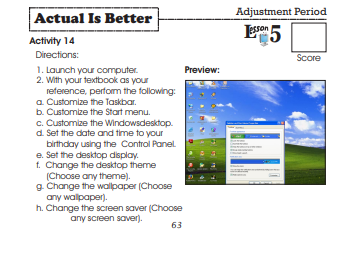 Adjustment Period
Actual Is Better
Lesson 5
Score
Activity 14
Directions:
1. Launch your computer.
2. With your textbook as your
reference, perform the following:
a. Customize the Taskbar.
b. Customize the Start menu.
c. Customize the Windowsdesktop.
d. Set the date and time to your
birthday using the Control Panel.
e. Set the desktop display.
f. Change the desktop theme
(Choose any theme).
g. Change the wallpaper (Choose
any wallpaper).
h. Change the screen saver (Choose
any screen saver).
Preview:
63